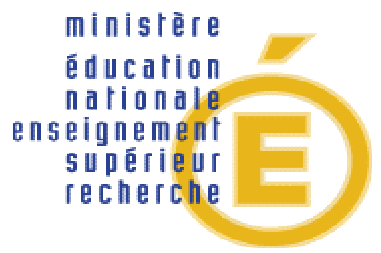 ministère
éducation
nationale
enseignement
supérieur
recherche
É